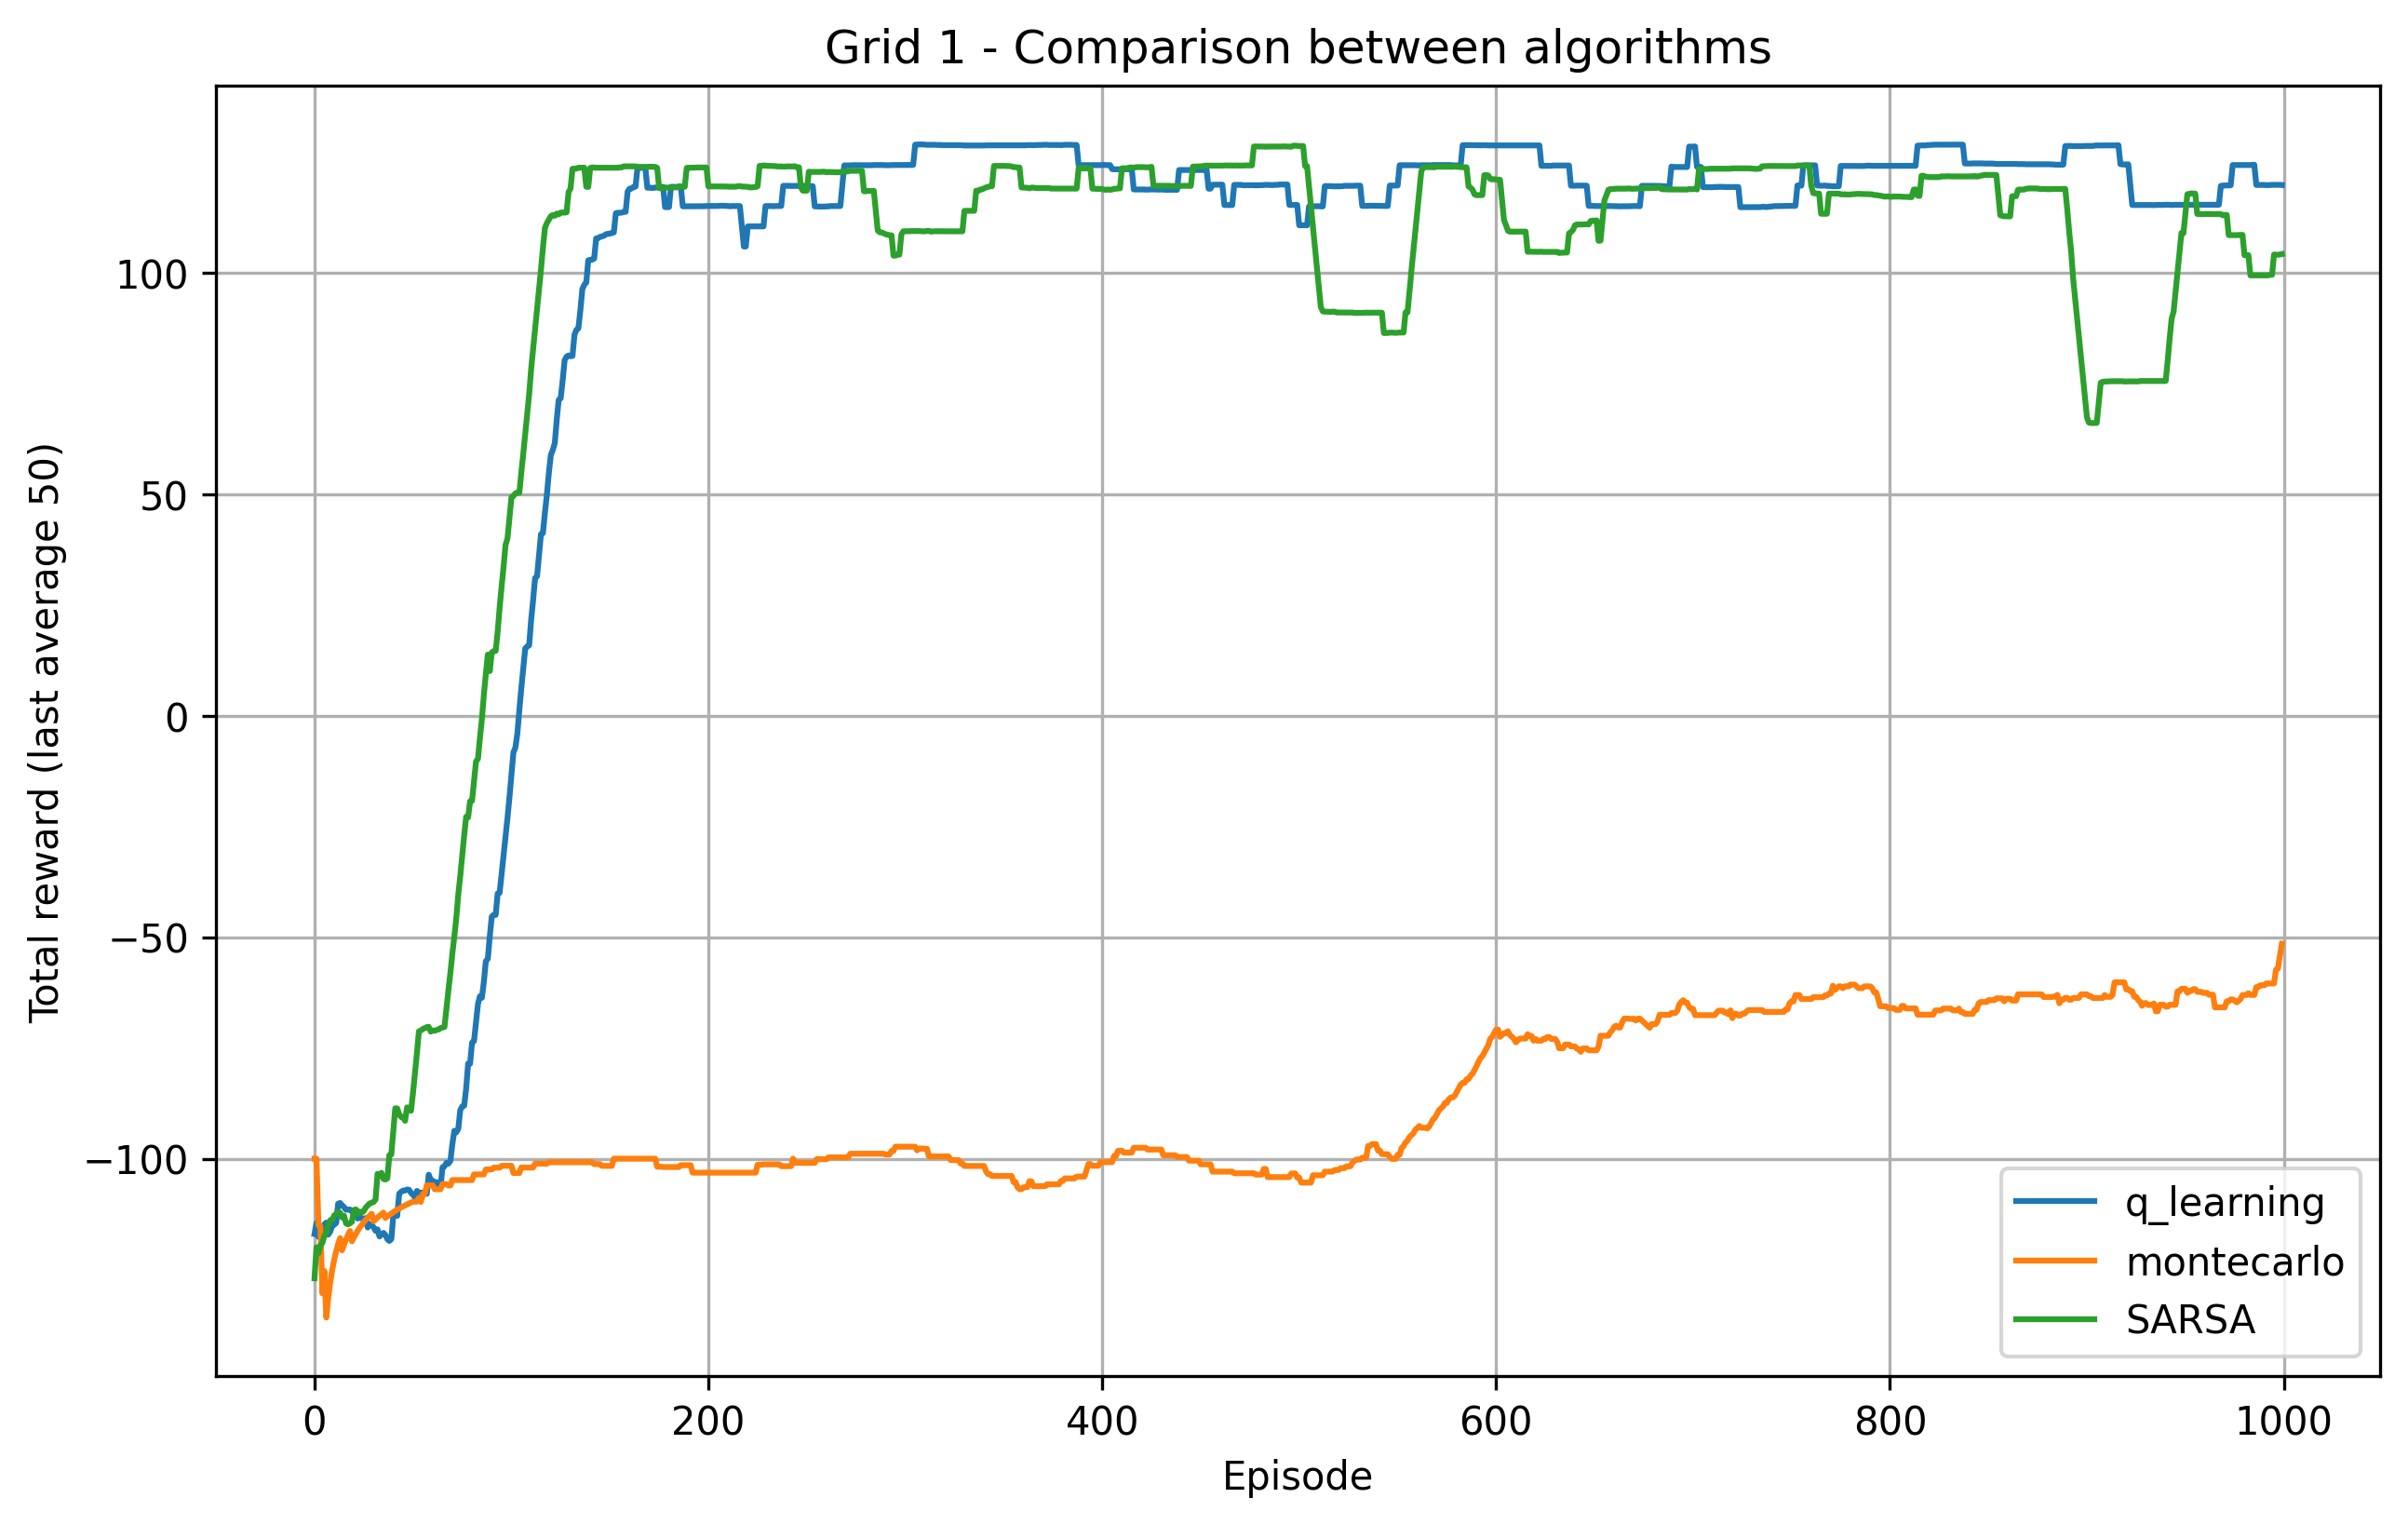 Grid 1 - Comparison between algorithms
Total reward (last average 50)
100
50
0
−50
−100
0
200
400
600
800
1000
Episode
q_learning
montecarlo
SARSA